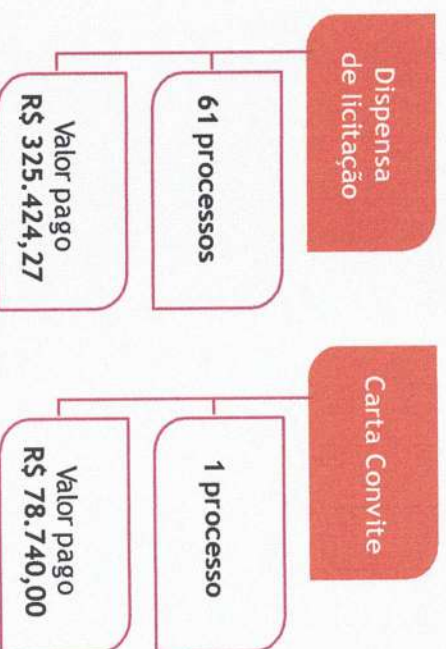 Dispensa
de licitação
61 processos
Valor pago
R$ 325.424,27
Carta Convite
1 processo
Valor pago
R$ 78.740,00